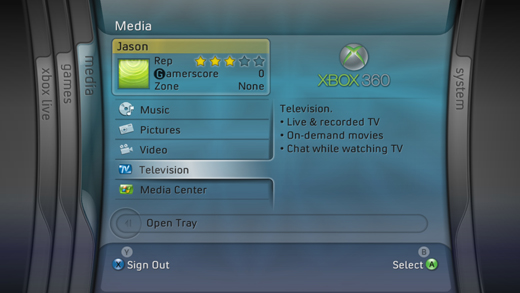 Media
Jason
Rep
Gamerscore 0
Zone None
XBOX 360
Music
Pictures
Video
TV Television
Media Center
Television.
• Live & recorded TV
• On-demand movies
• Chat while watching TV
Open Tray
Y
X Sign Out
B
Select A
xbox live
games
media
system